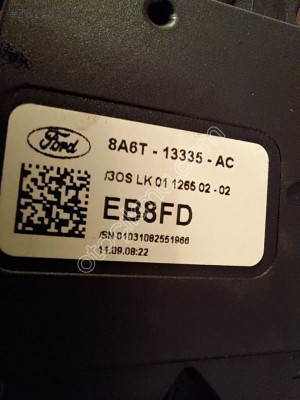 Ford
8A6T - 13335 - AC
/3OS LK 01 1265 02 - 02
EB8FD
/SN 01031082551966
11.09.08:22